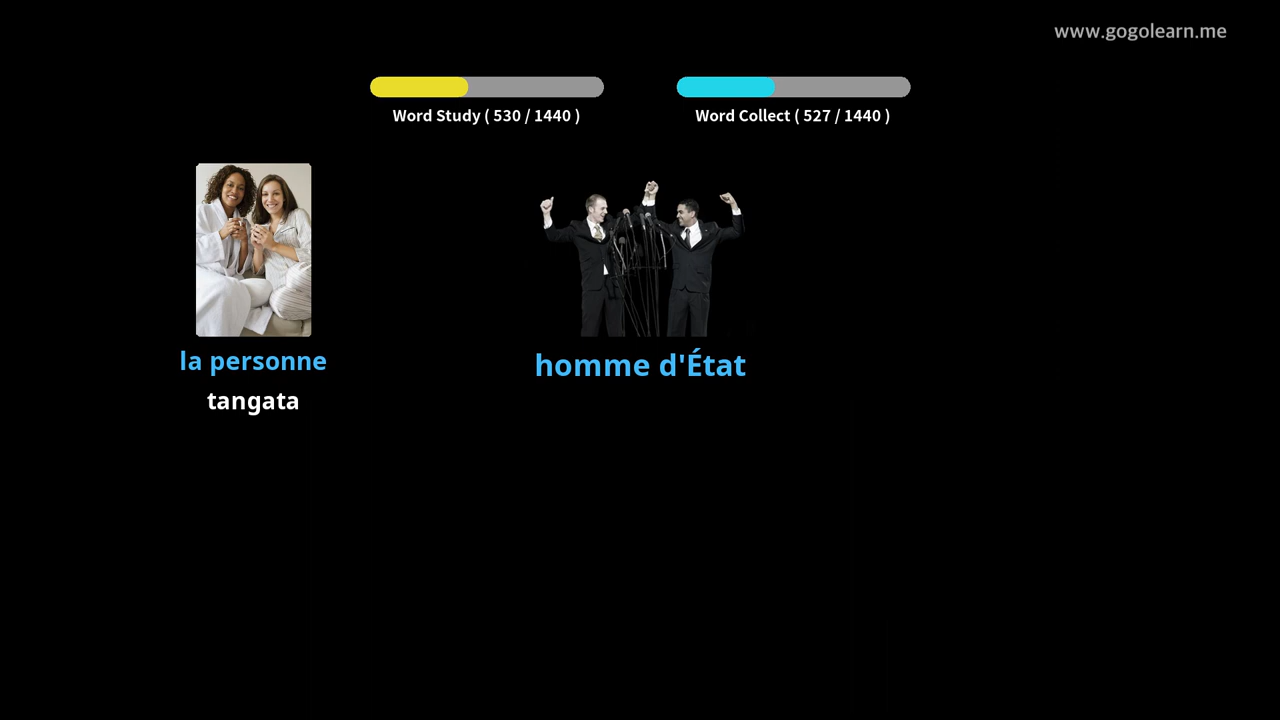 www.gogolearn.me
Word Study ( 530 / 1440 )
Word Collect ( 527 / 1440 )
la personne
tangata
homme d'État